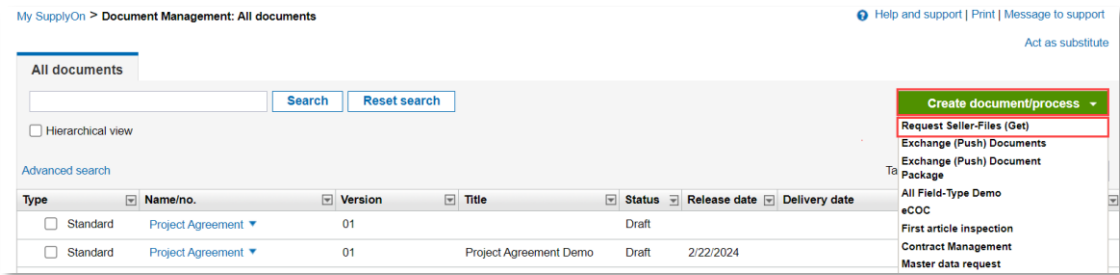 My SupplyOn > Document Management: All documents
Help and support | Print | Message to support
Act as substitute
All documents
Search Reset search
Create document/process
Hierarchical view
Request Seller-Files (Get)
Exchange (Push) Documents
Exchange (Push) Document
Package
Advanced search
Ta
All Field-Type Demo
eCOC
First article inspection
Contract Management
Master data request
Type Name/no. Version Title Status Release date Delivery date
Standard Project Agreement 01 Draft
Standard Project Agreement 01 Project Agreement Demo Draft 2/22/2024